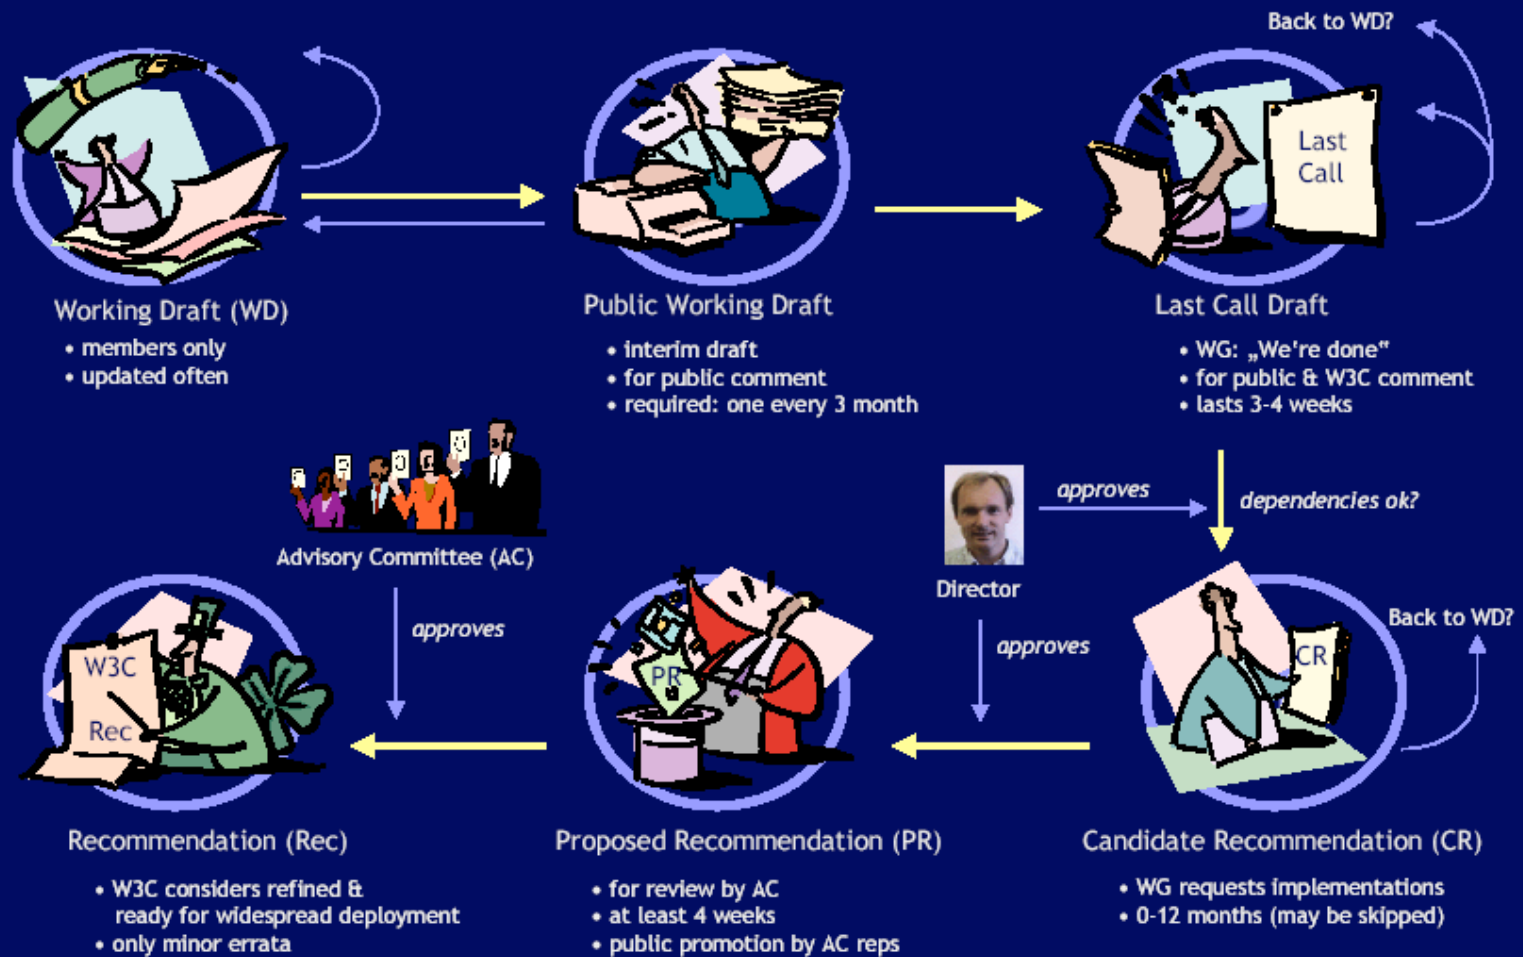 Back to WD?
Last
Call
Working Draft (WD)
• members only
• updated often
Public Working Draft
• interim draft
• for public comment
• required: one every 3 month
Last Call Draft
• WG: „We're done“
• for public & W3C comment
• lasts 3-4 weeks
Advisory Committee (AC)
approves
Director
approves
dependencies ok?
approves
Back to WD?
W3C
Rec
PR
CR
Recommendation (Rec)
• W3C considers refined &
ready for widespread deployment
• only minor errata
Proposed Recommendation (PR)
• for review by AC
• at least 4 weeks
• public promotion by AC reps
Candidate Recommendation (CR)
• WG requests implementations
• 0-12 months (may be skipped)